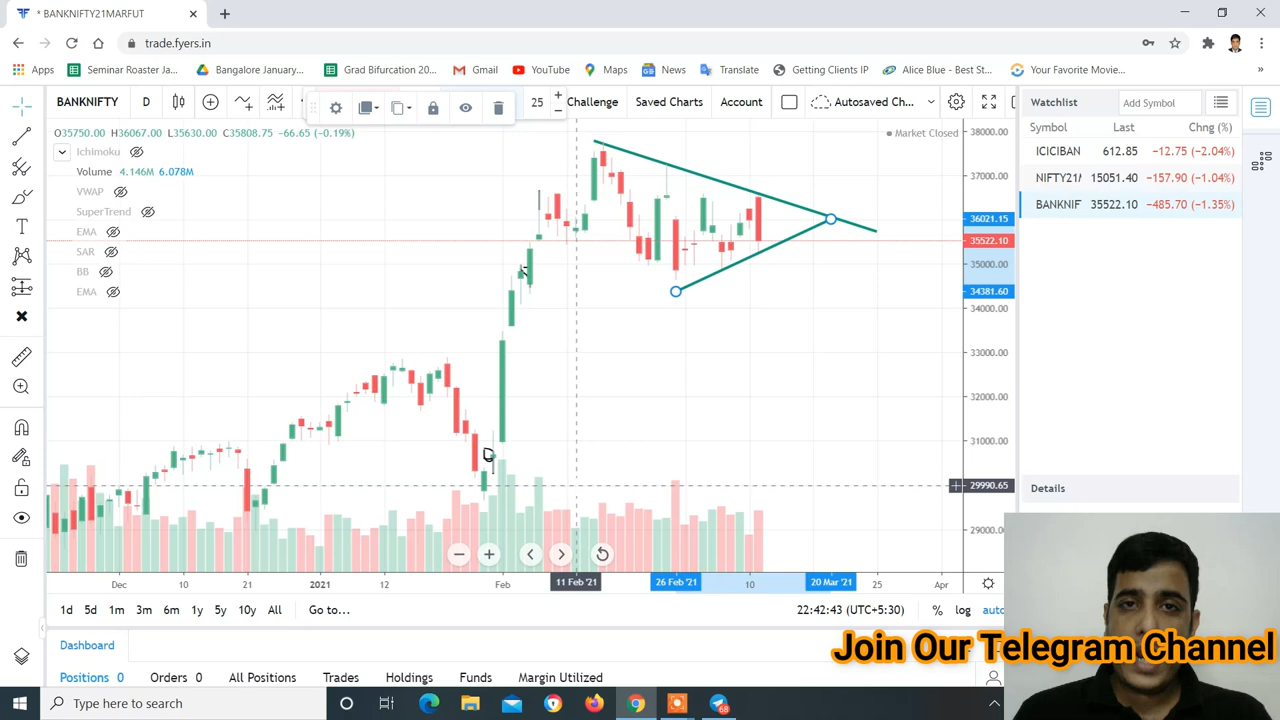 * BANKNIFTY21MARFUT
trade.fyers.in
Apps Seminar Roaster Ja... Bangalore January... Grad Bifurcation 20... Gmail YouTube Maps News Translate Getting Clients IP Alice Blue - Best St... Your Favorite Movie... »
BANKNIFTY D 25 Challenge Saved Charts Account Autosaved Ch... Watchlist Add Symbol
O35750.00 H36067.00 L35630.00 C35808.75 -66.65 (-0.19%) Market Closed
Ichimoku
Volume 4.146M 6.078M
VWAP
SuperTrend
EMA
SAR
BB
EMA
38000.00
37000.00
36021.15
35522.10
35000.00
34381.60
34000.00
33000.00
32000.00
31000.00
29990.65
29000.00
Symbol Last Chng (%)
ICICIBAN 612.85 −12.75 (−2.04%)
NIFTY21 15051.40 −157.90 (−1.04%)
BANKNIF 35522.10 −485.70 (−1.35%)
Details
Dec 10 21 2021 12 Feb 11 Feb '21 26 Feb '21 10 20 Mar '21 25 Apr
1d 5d 1m 3m 6m 1y 5y 10y All Go to... 22:42:43 (UTC+5:30) % log auto
Dashboard
Join Our Telegram Channel
Positions 0 Orders 0 All Positions Trades Holdings Funds Margin Utilized
Type here to search
68